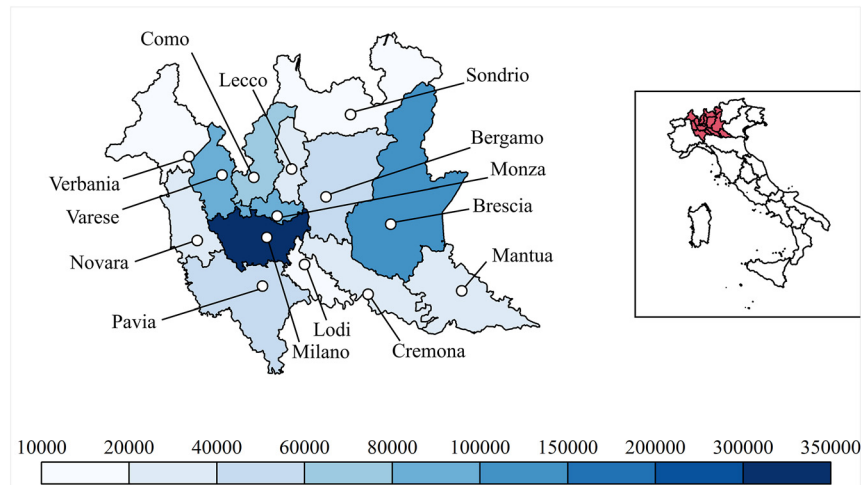 Como
Lecco
Sondrio
Bergamo
Verbania
Monza
Varese
Brescia
Novara
Mantua
Pavia
Lodi
Milano
Cremona
10000 20000 40000 60000 80000 100000 150000 200000 300000 350000